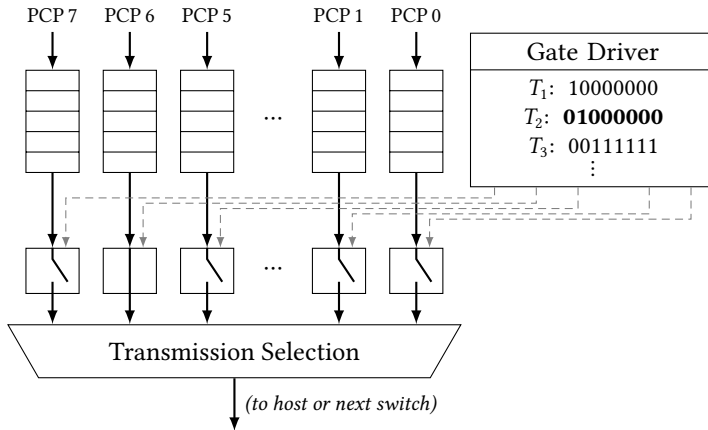 PCP 7 PCP 6 PCP 5 PCP 1 PCP 0
Gate Driver
T1: 10000000
T2: 01000000
T3: 00111111
⋮
...
...
Transmission Selection
(to host or next switch)